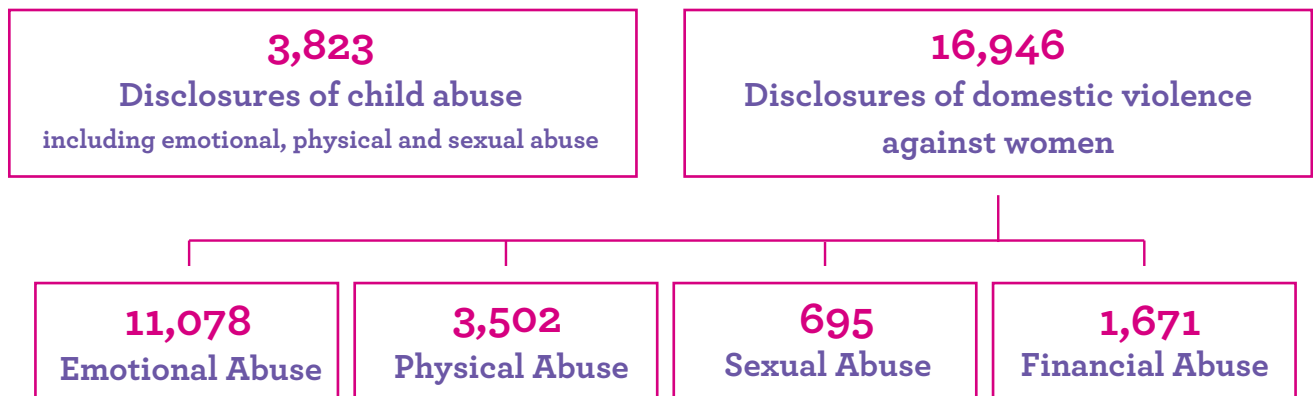 3,823
Disclosures of child abuse
including emotional, physical and sexual abuse
16,946
Disclosures of domestic violence
against women
11,078
Emotional Abuse
3,502
Physical Abuse
695
Sexual Abuse
1,671
Financial Abuse